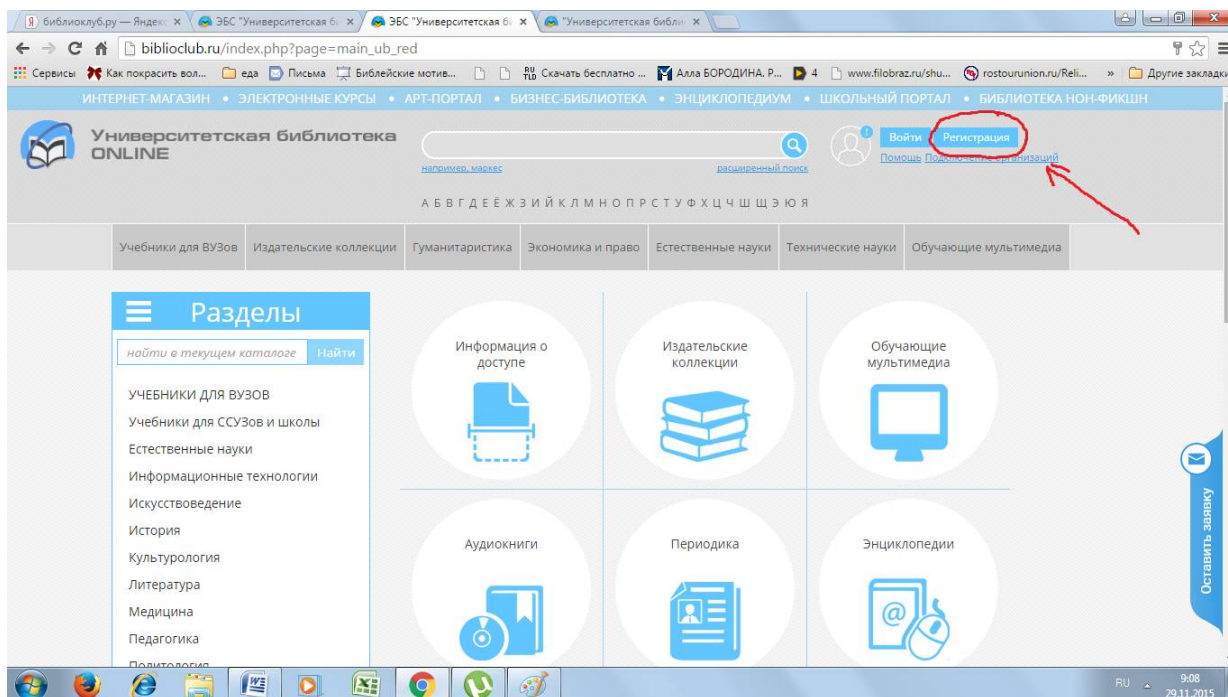 библиоклуб.ру — Яндекс
ЭБС "Университетская би
ЭБС "Университетская би
"Университетская библи
biblioclub.ru/index.php?page=main_ub_red
Сервисы Как покрасить вол... еда Письма Библейские мотив... Скачать бесплатно ... Алла БОРОДИНА. Р... 4 www.filobraz.ru/shu... rostourunion.ru/Reli... » Другие закладки
ИНТЕРНЕТ-МАГАЗИН • ЭЛЕКТРОННЫЕ КУРСЫ • АРТ-ПОРТАЛ • БИЗНЕС-БИБЛИОТЕКА • ЭНЦИКЛОПЕДИУМ • ШКОЛЬНЫЙ ПОРТАЛ • БИБЛИОТЕКА НОН-ФИКШН
Университетская библиотека
ONLINE
Войти Регистрация
Помощь Подключение организаций
например, маркес расширенный поиск
А Б В Г Д Е Ё Ж З И Й К Л М Н О П Р С Т У Ф Х Ц Ч Ш Щ Э Ю Я
Учебники для ВУЗов Издательские коллекции Гуманитаристика Экономика и право Естественные науки Технические науки Обучающие мультимедиа
Разделы
найти в текущем каталоге Найти
УЧЕБНИКИ ДЛЯ ВУЗОВ
Учебники для ССУЗов и школы
Естественные науки
Информационные технологии
Искусствоведение
История
Культурология
Литература
Медицина
Педагогика
Политология
Информация о
доступе
Издательские
коллекции
Обучающие
мультимедиа
Аудиокниги
Периодика
Энциклопедии
Оставить заявку
RU
9:08
29.11.2015